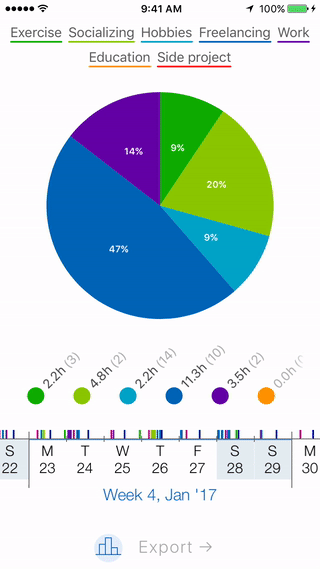 9:41 AM 100%
Exercise Socializing Hobbies Freelancing Work
Education Side project
9%
14%
20%
9%
47%
2.2h (3) 4.8h (2) 2.2h (14) 11.3h (10) 3.5h (2) 0.0h (
S M T W T F S S M
22 23 24 25 26 27 28 29 30
Week 4, Jan '17
Export →